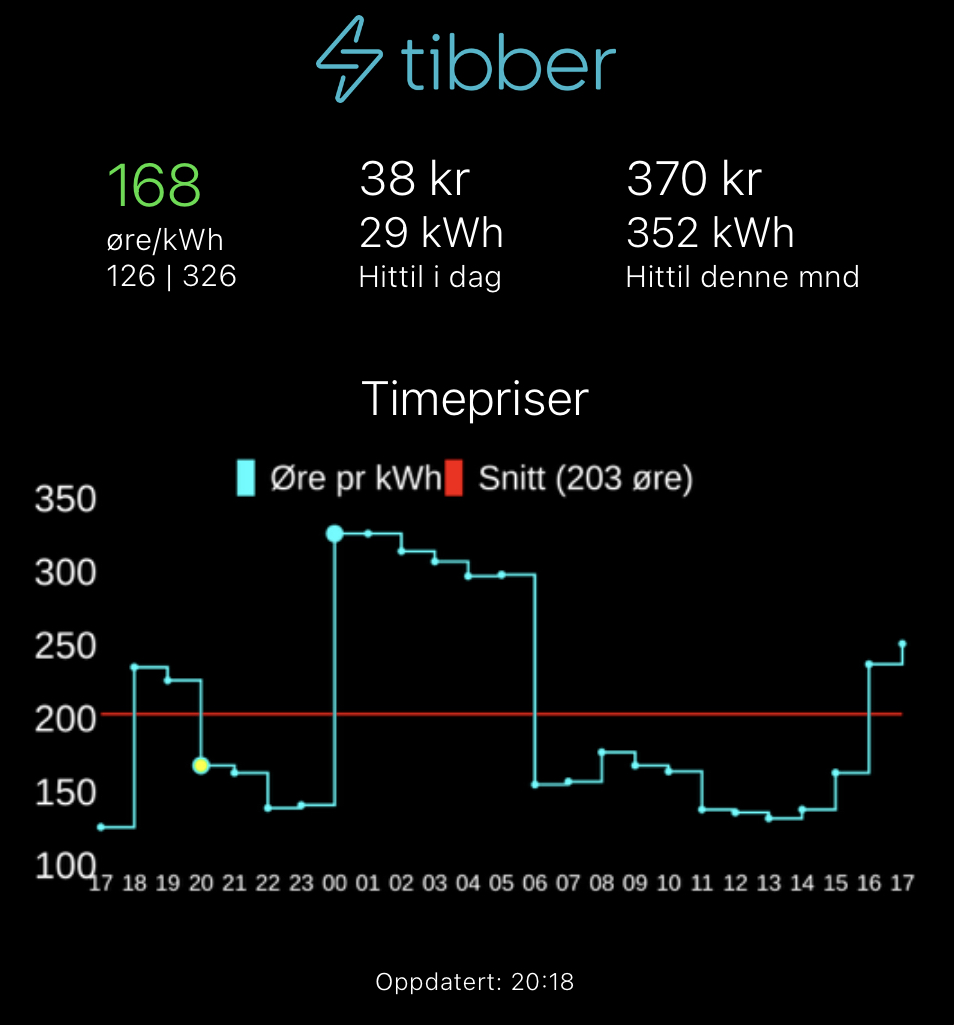 tibber
168
øre/kWh
126 | 326
38 kr
29 kWh
Hittil i dag
370 kr
352 kWh
Hittil denne mnd
Timepriser
Øre pr kWh Snitt (203 øre)
350
300
250
200
150
100
17 18 19 20 21 22 23 00 01 02 03 04 05 06 07 08 09 10 11 12 13 14 15 16 17
Oppdatert: 20:18